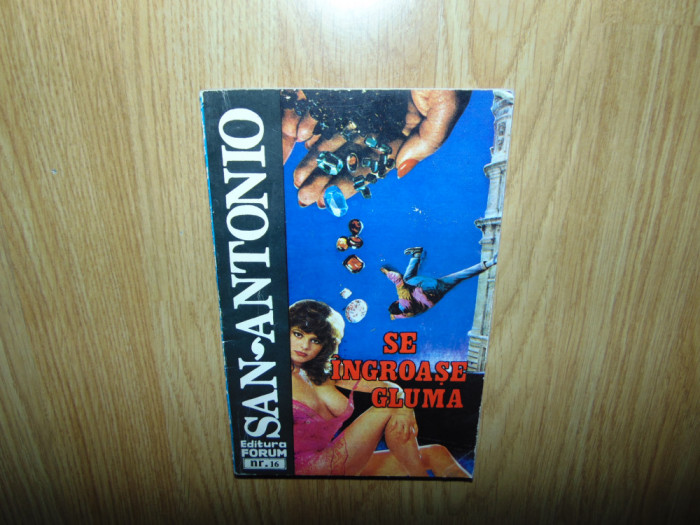 SAN-ANTONIO
SE
ÎNGROAȘE
GLUMA
Editura
FORUM
nr. 16